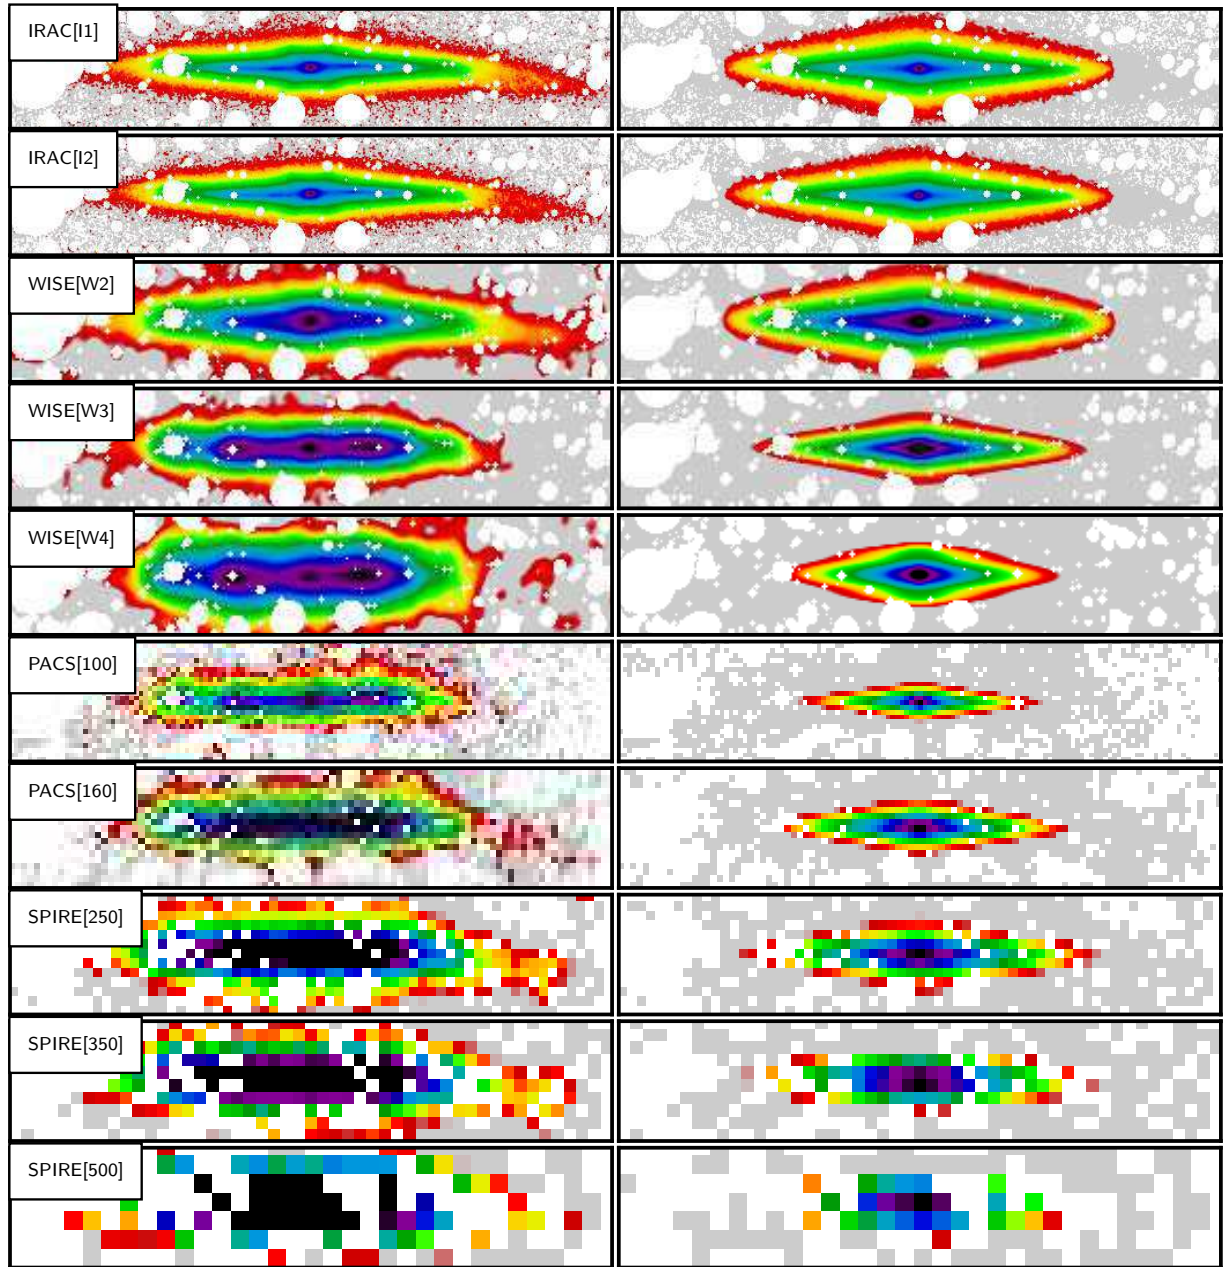 IRAC[I1]
IRAC[I2]
WISE[W2]
WISE[W3]
WISE[W4]
PACS[100]
PACS[160]
SPIRE[250]
SPIRE[350]
SPIRE[500]